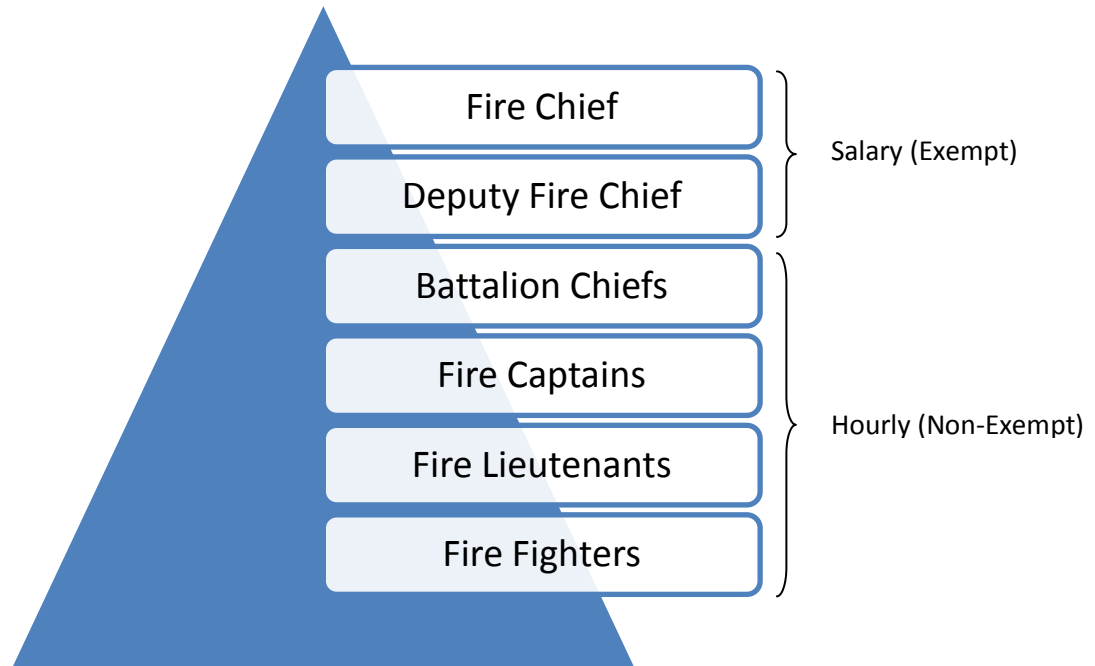 Fire Chief
Deputy Fire Chief
Salary (Exempt)
Battalion Chiefs
Fire Captains
Fire Lieutenants
Fire Fighters
Hourly (Non-Exempt)